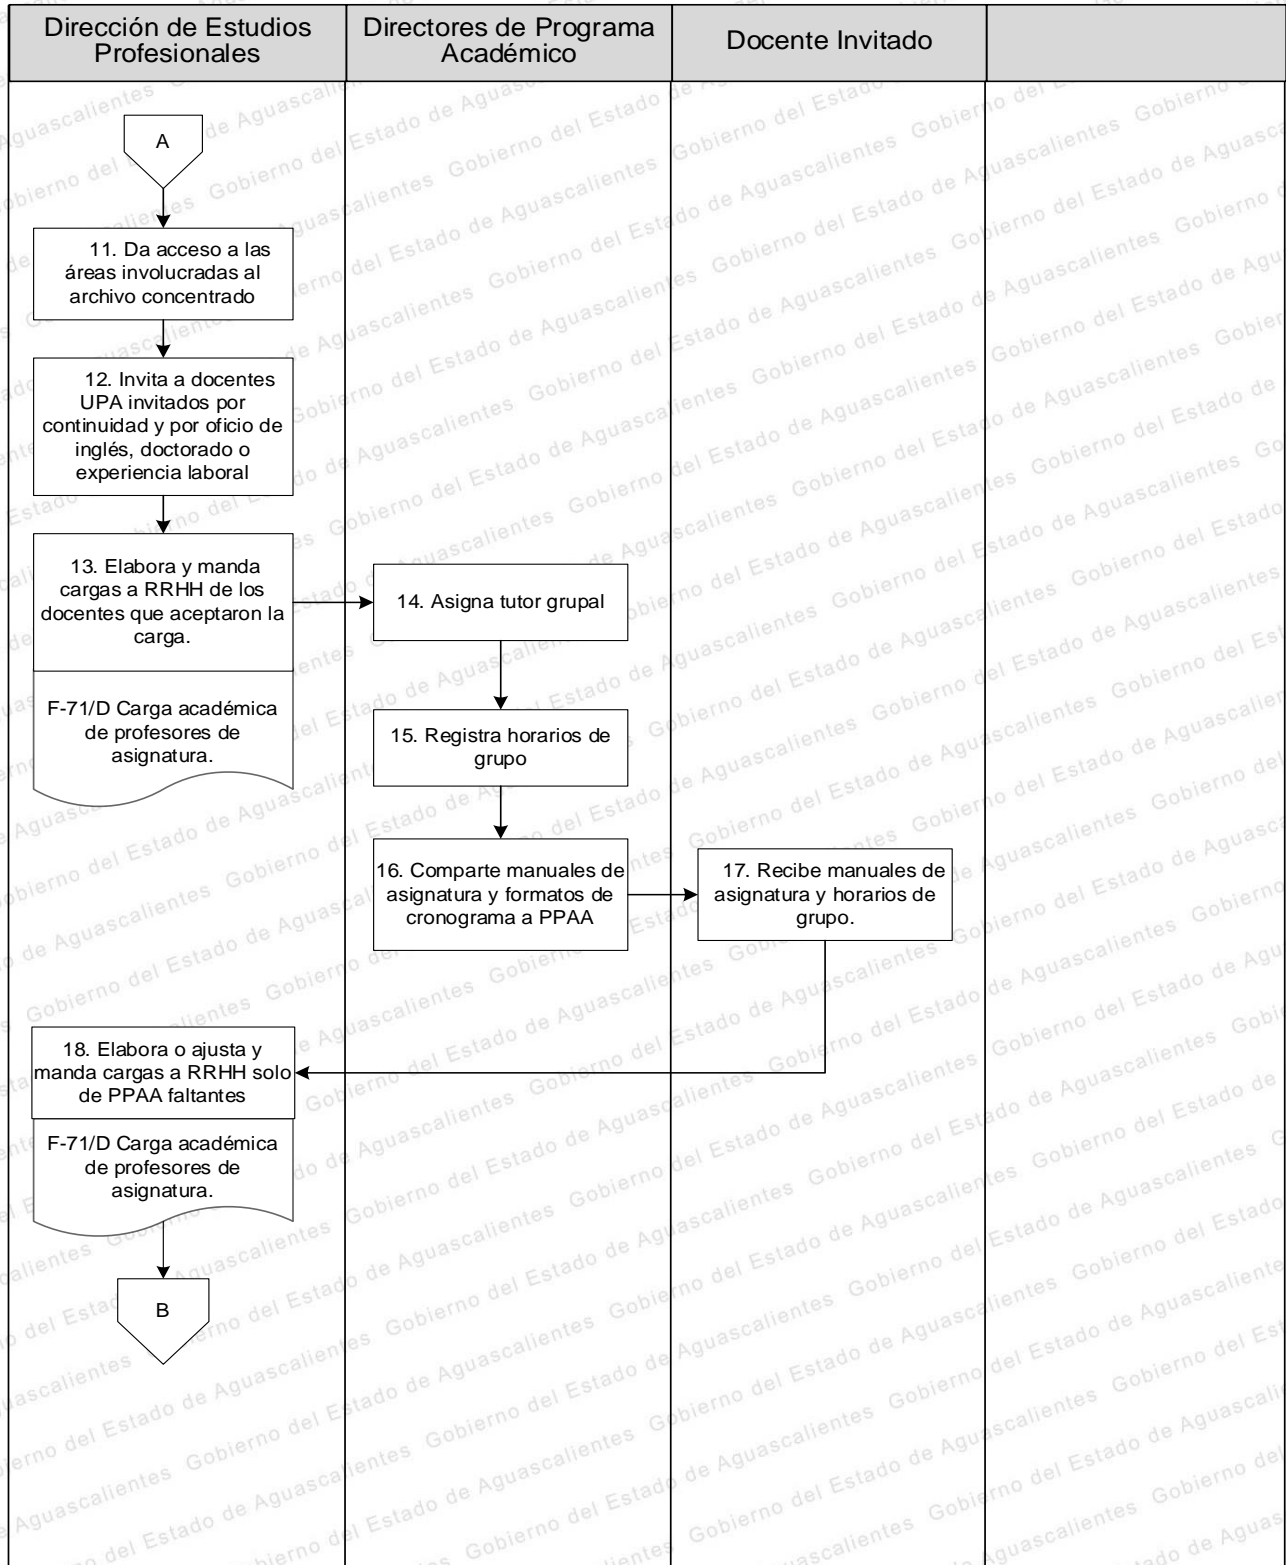 Dirección de Estudios
Profesionales
Directores de Programa
Académico
Docente Invitado
A
11. Da acceso a las
áreas involucradas al
archivo concentrado
12. Invita a docentes
UPA invitados por
continuidad y por oficio de
inglés, doctorado o
experiencia laboral
13. Elabora y manda
cargas a RRHH de los
docentes que aceptaron la
carga.
F-71/D Carga académica
de profesores de
asignatura.
14. Asigna tutor grupal
15. Registra horarios de
grupo
16. Comparte manuales de
asignatura y formatos de
cronograma a PPAA
17. Recibe manuales de
asignatura y horarios de
grupo.
18. Elabora o ajusta y
manda cargas a RRHH solo
de PPAA faltantes
F-71/D Carga académica
de profesores de
asignatura.
B
Gobierno del Estado de Aguascalientes